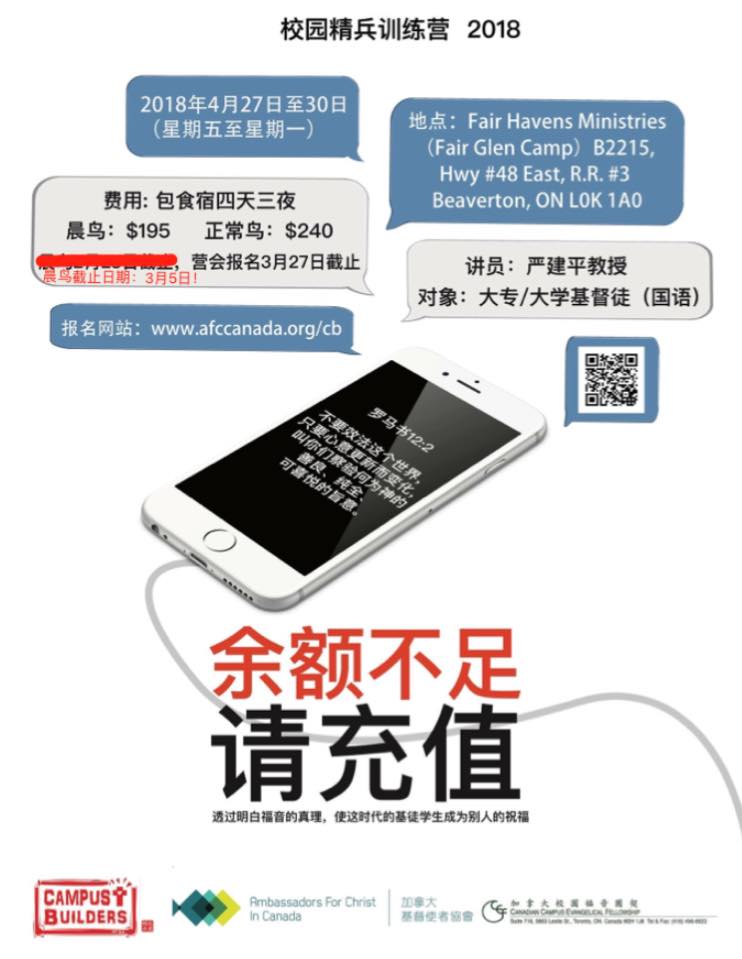 校园精兵训练营 2018
2018年4月27日至30日
（星期五至星期一）
地点：Fair Havens Ministries
（Fair Glen Camp）B2215,
Hwy #48 East, R.R. #3
Beaverton, ON L0K 1A0
费用: 包食宿四天三夜
晨鸟：$195 正常鸟：$240
，营会报名3月27日截止
晨鸟截止日期：3月5日！
讲员：严建平教授
对象：大专/大学基督徒（国语）
报名网站：www.afccanada.org/cb
罗马书12:2
不要效法这个世界，
只要心意更新而变化，
叫你们察验何为神的
善良、纯全、
可喜悦的旨意。
余额不足
请充值
透过明白福音的真理，使这时代的基徒学生成为别人的祝福
CAMPUS
BUILDERS
Ambassadors For Christ
In Canada
加拿大
基督使者協會
CCEF
加拿大校園福音團契
CANADIAN CAMPUS EVANGELICAL FELLOWSHIP